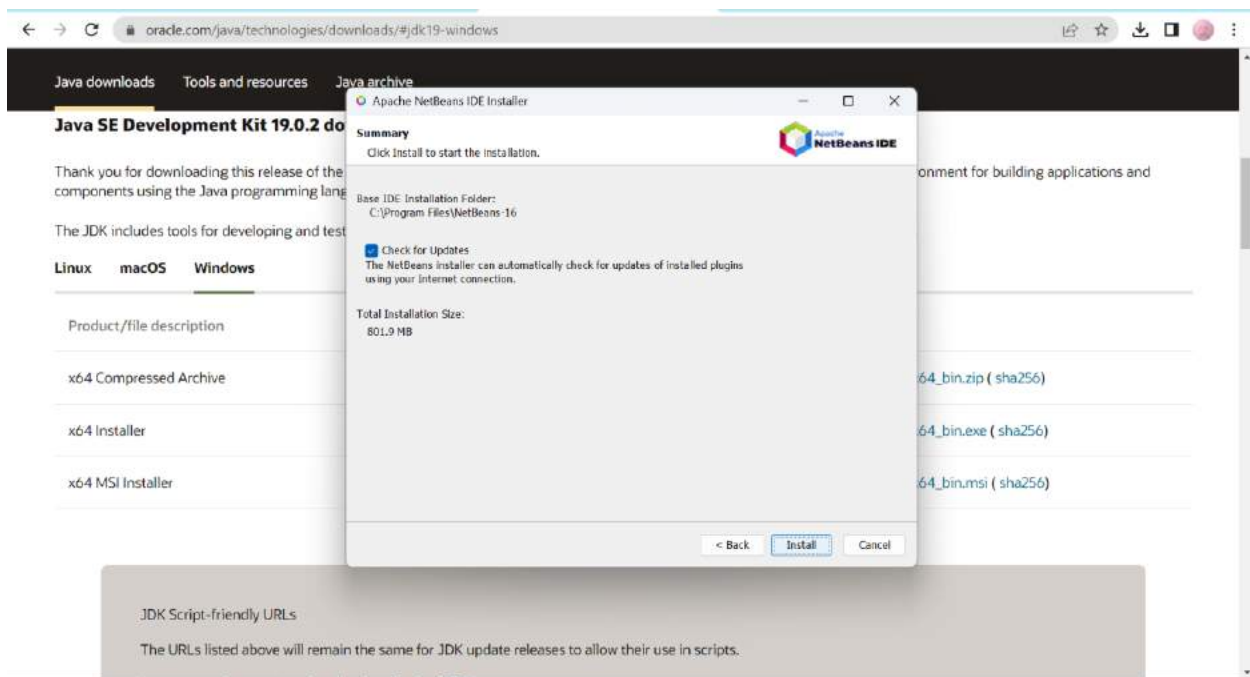 oracle.com/java/technologies/downloads/#jdk19-windows
Java downloads Tools and resources Java archive
Apache NetBeans IDE Installer
Java SE Development Kit 19.0.2 do
Summary
Click Install to start the installation.
Apache
NetBeans IDE
Thank you for downloading this release of the
onment for building applications and
components using the Java programming lang
Base IDE Installation Folder:
C:\Program Files\NetBeans-16
The JDK includes tools for developing and test
Check for Updates
The NetBeans installer can automatically check for updates of installed plugins
using your Internet connection.
Linux macOS Windows
Total Installation Size:
801.9 MB
Product/file description
x64 Compressed Archive
64_bin.zip ( sha256)
x64 Installer
64_bin.exe ( sha256)
x64 MSI Installer
64_bin.msi ( sha256)
< Back Install Cancel
JDK Script-friendly URLs
The URLs listed above will remain the same for JDK update releases to allow their use in scripts.